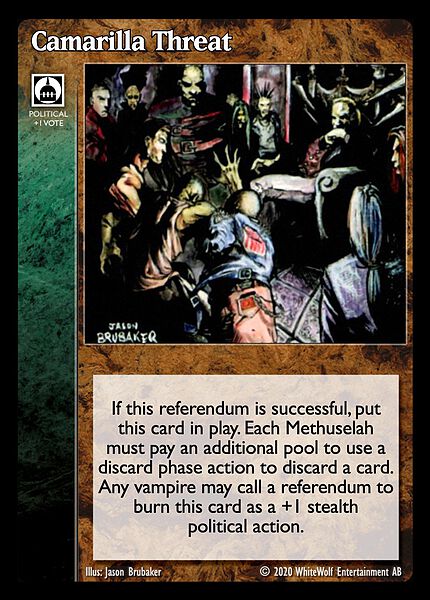 Camarilla Threat
POLITICAL
+1 VOTE
JASON
BRUBAKER
If this referendum is successful, put
this card in play. Each Methuselah
must pay an additional pool to use a
discard phase action to discard a card.
Any vampire may call a referendum to
burn this card as a +1 stealth
political action.
Illus: Jason Brubaker © 2020 WhiteWolf Entertainment AB